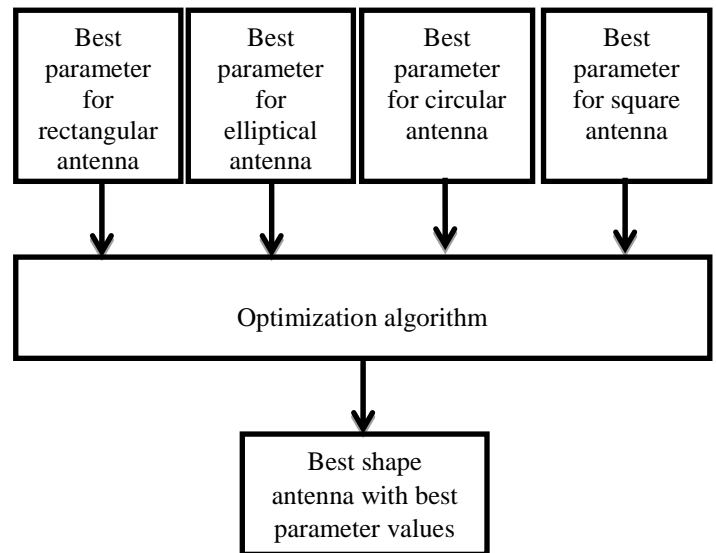 Best
parameter
for
rectangular
antenna
Best
parameter
for
elliptical
antenna
Best
parameter
for circular
antenna
Best
parameter
for square
antenna
Optimization algorithm
Best shape
antenna with best
parameter values